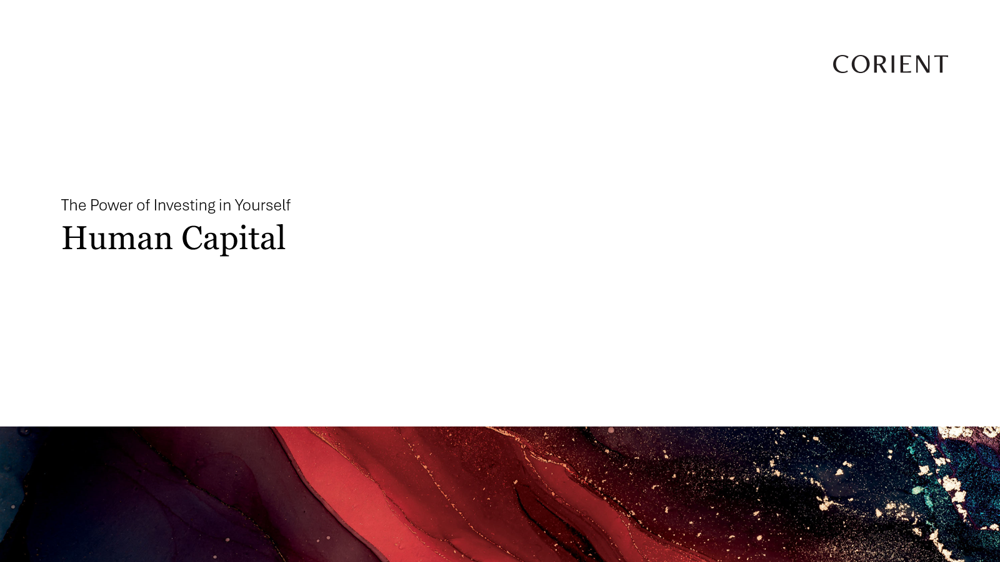 CORIENT
The Power of Investing in Yourself
Human Capital